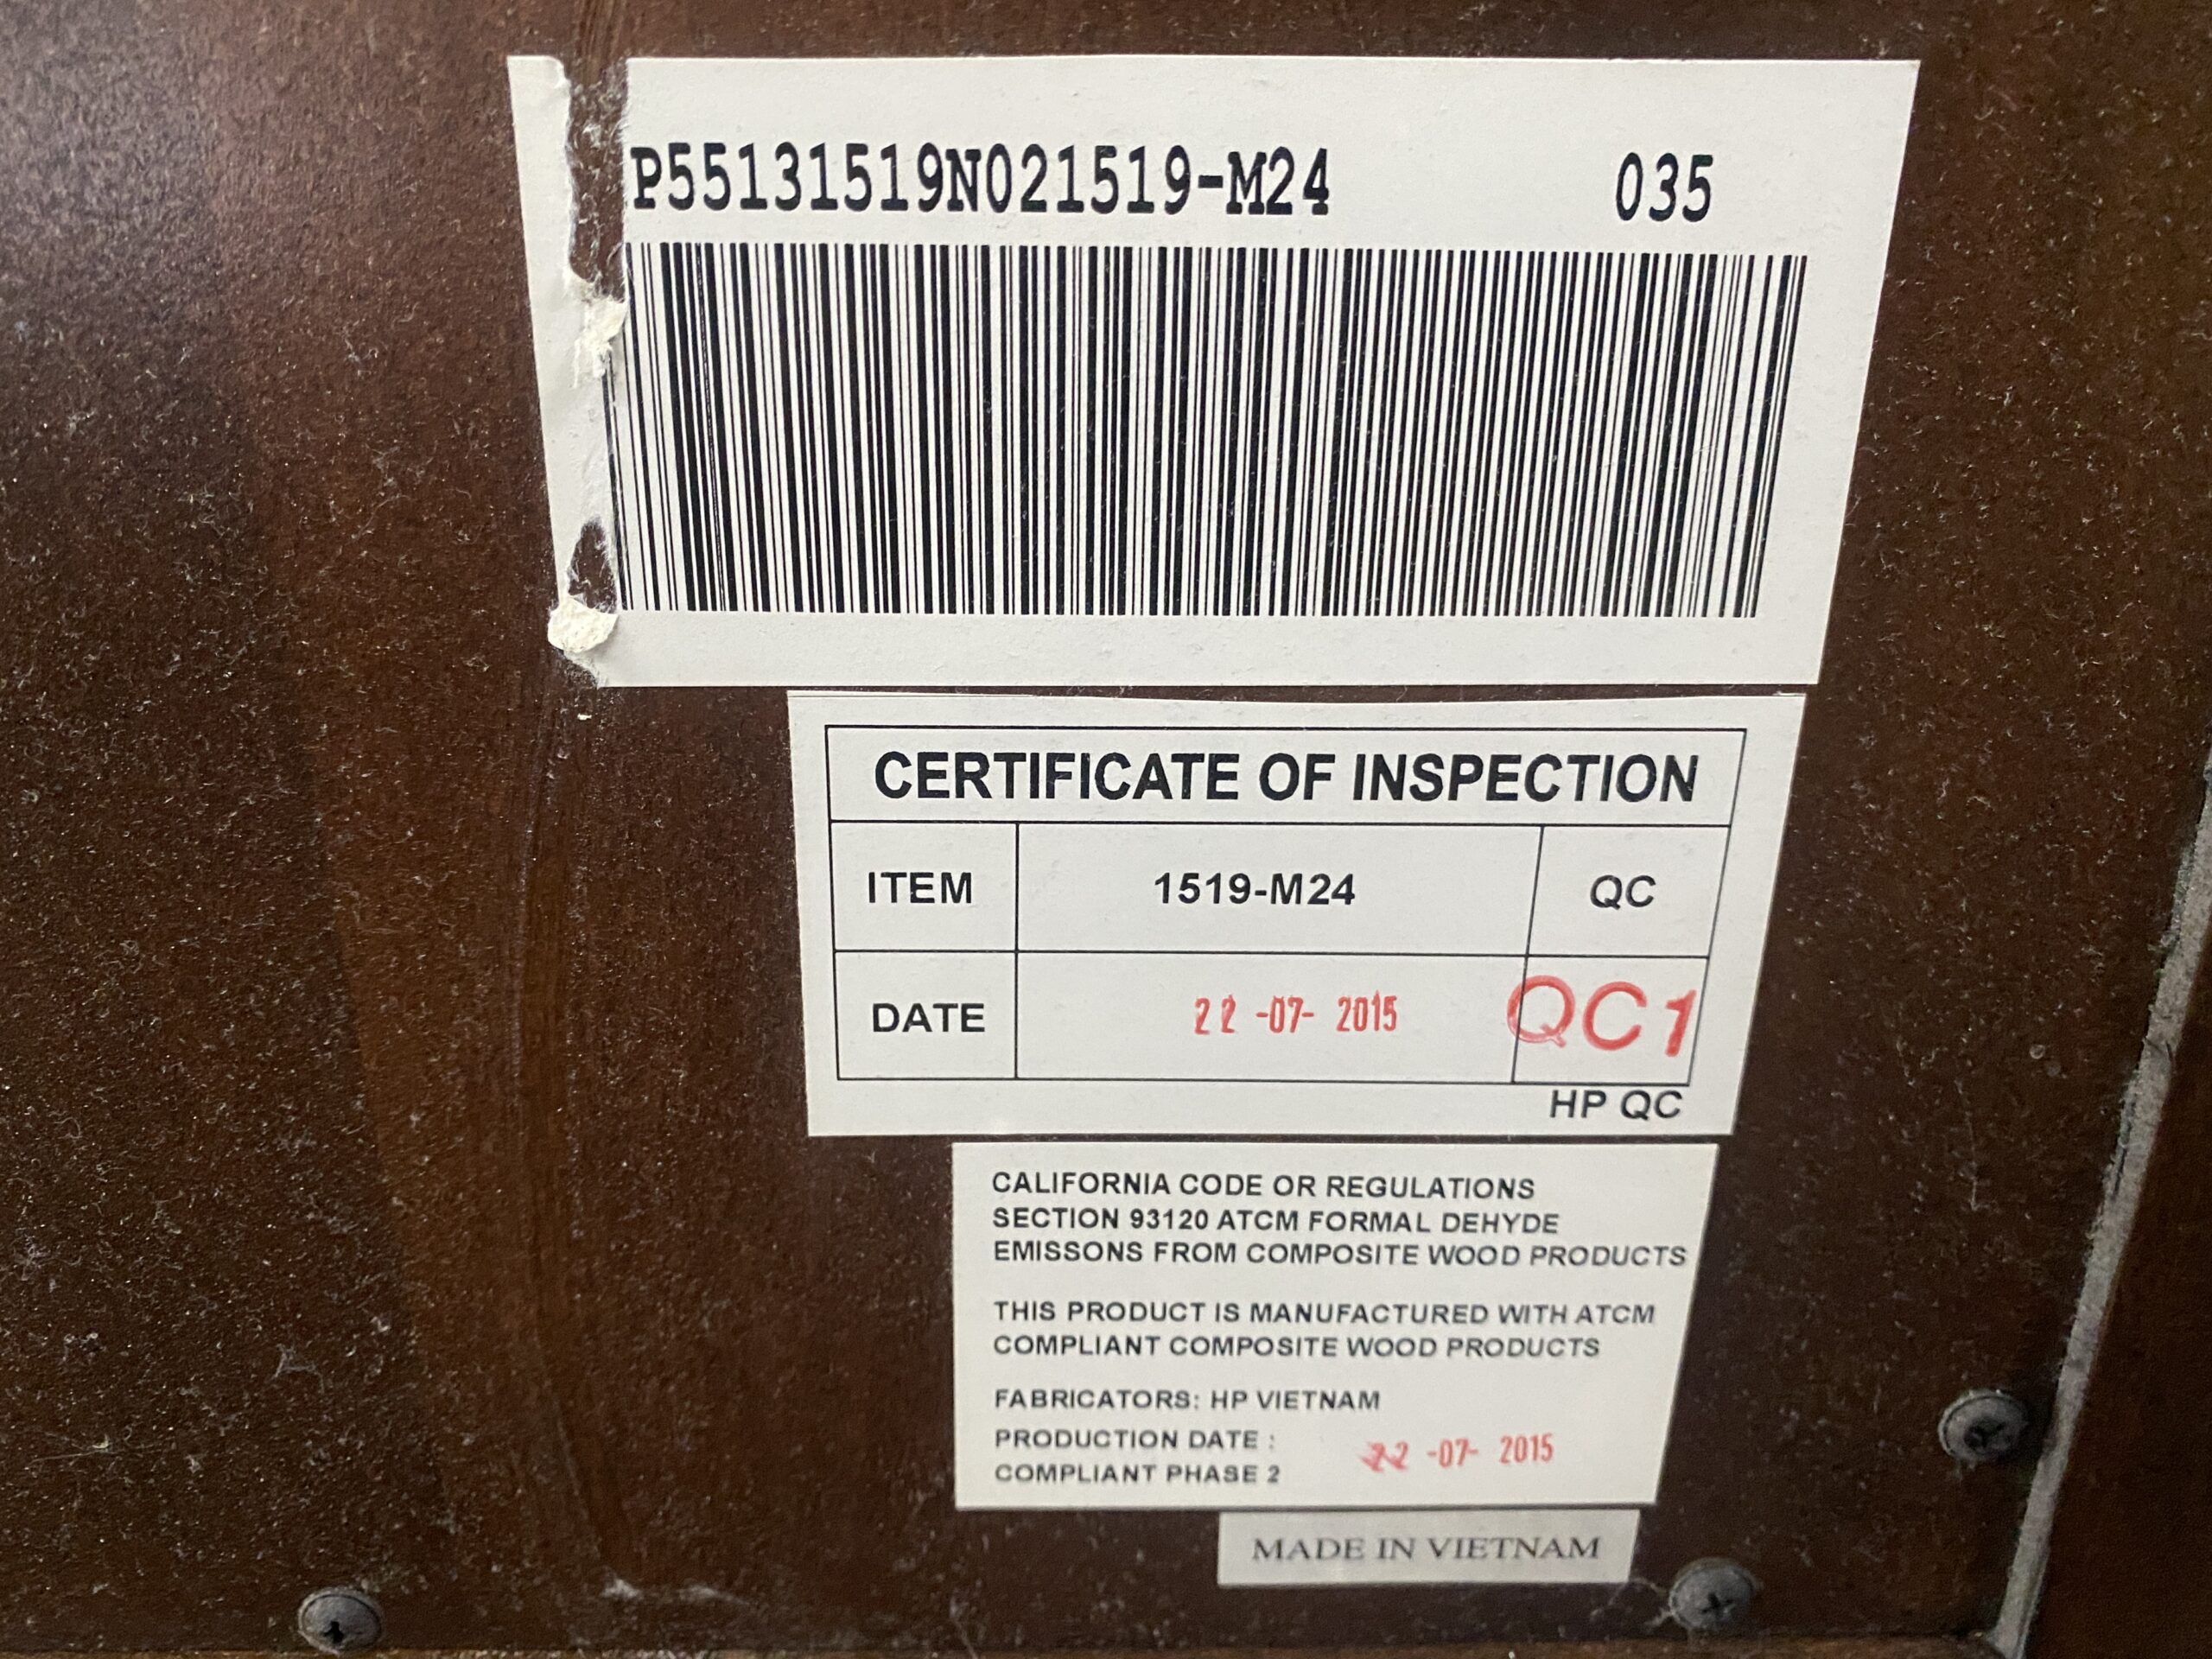 P55131519N021519-M24 035
CERTIFICATE OF INSPECTION
ITEM 1519-M24 QC
DATE 22 -07- 2015 QC1
HP QC
CALIFORNIA CODE OR REGULATIONS
SECTION 93120 ATCM FORMAL DEHYDE
EMISSONS FROM COMPOSITE WOOD PRODUCTS
THIS PRODUCT IS MANUFACTURED WITH ATCM
COMPLIANT COMPOSITE WOOD PRODUCTS
FABRICATORS: HP VIETNAM
PRODUCTION DATE : 22 -07- 2015
COMPLIANT PHASE 2
MADE IN VIETNAM